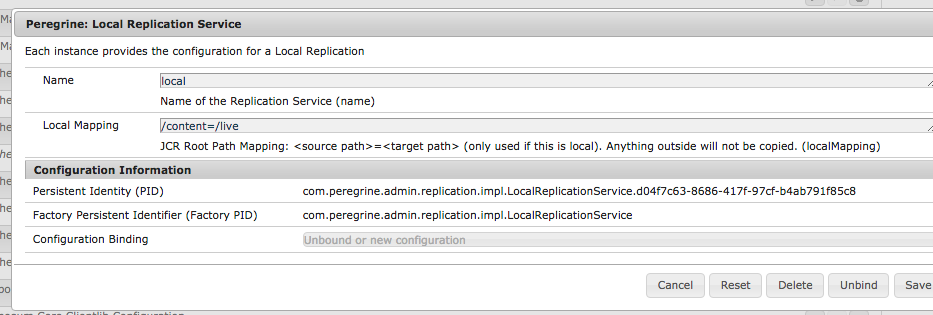 Peregrine: Local Replication Service
Each instance provides the configuration for a Local Replication
Name
local
Name of the Replication Service (name)
Local Mapping
/content=/live
JCR Root Path Mapping: <source path>=<target path> (only used if this is local). Anything outside will not be copied. (localMapping)
Configuration Information
Persistent Identity (PID)
com.peregrine.admin.replication.impl.LocalReplicationService.d04f7c63-8686-417f-97cf-b4ab791f85c8
Factory Persistent Identifier (Factory PID)
com.peregrine.admin.replication.impl.LocalReplicationService
Configuration Binding
Unbound or new configuration
Cancel Reset Delete Unbind Save